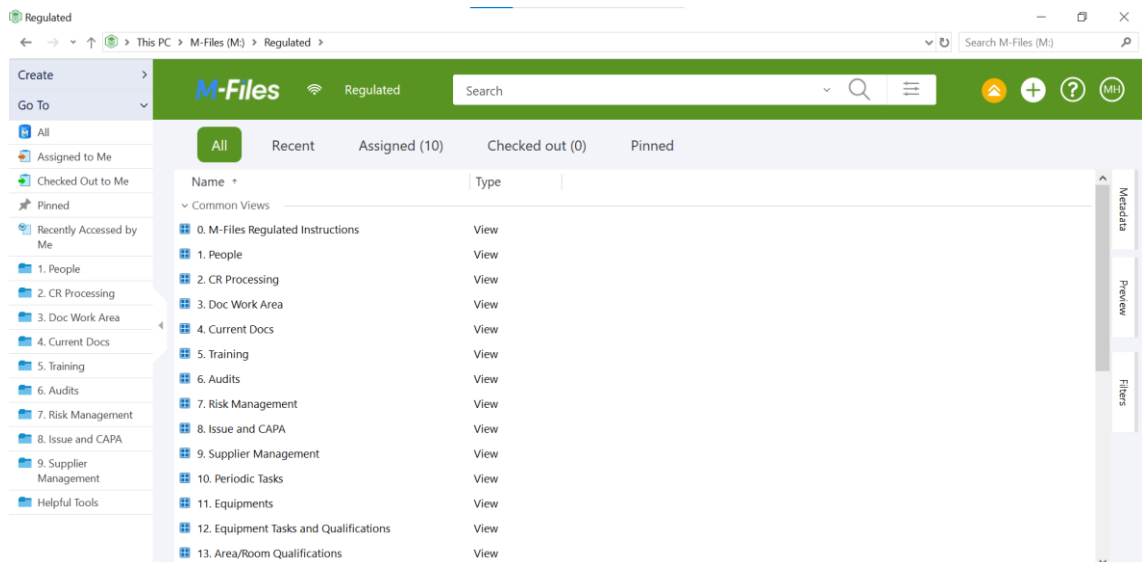 Regulated
This PC > M-Files (M:) > Regulated >
Search M-Files (M:)
Create
Go To
All
Assigned to Me
Checked Out to Me
Pinned
Recently Accessed by
Me
1. People
2. CR Processing
3. Doc Work Area
4. Current Docs
5. Training
6. Audits
7. Risk Management
8. Issue and CAPA
9. Supplier
Management
Helpful Tools
M-Files Regulated
Search
? MH
All Recent Assigned (10) Checked out (0) Pinned
Name Type
Common Views
0. M-Files Regulated Instructions View
1. People View
2. CR Processing View
3. Doc Work Area View
4. Current Docs View
5. Training View
6. Audits View
7. Risk Management View
8. Issue and CAPA View
9. Supplier Management View
10. Periodic Tasks View
11. Equipments View
12. Equipment Tasks and Qualifications View
13. Area/Room Qualifications View
Metadata
Preview
Filters